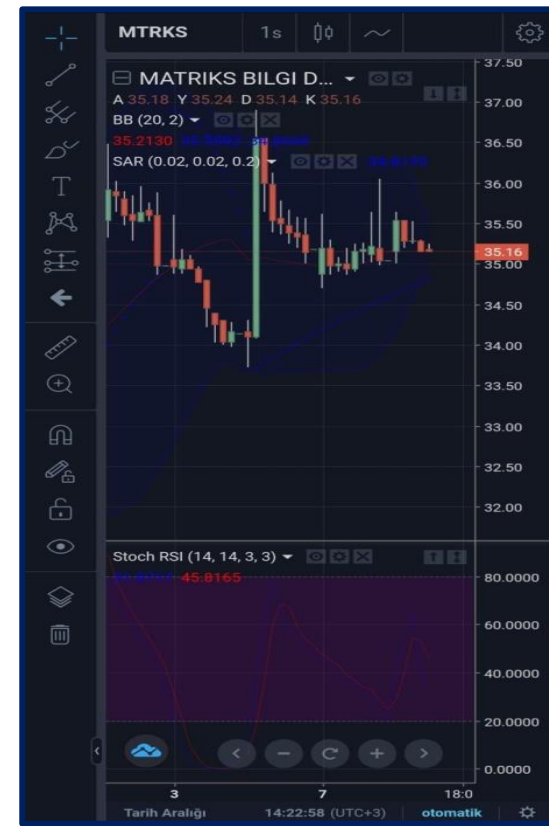 MTRKS 1s
MATRIKS BILGI D...
A 35.18 Y 35.24 D 35.14 K 35.16
BB (20, 2)
35.2130
SAR (0.02, 0.02, 0.2)
37.50
37.00
36.50
36.00
35.50
35.16
35.00
34.50
34.00
33.50
33.00
32.50
32.00
Stoch RSI (14, 14, 3, 3)
45.8165
80.0000
60.0000
40.0000
20.0000
0.0000
3 7 18:0
Tarih Aralığı 14:22:58 (UTC+3) otomatik